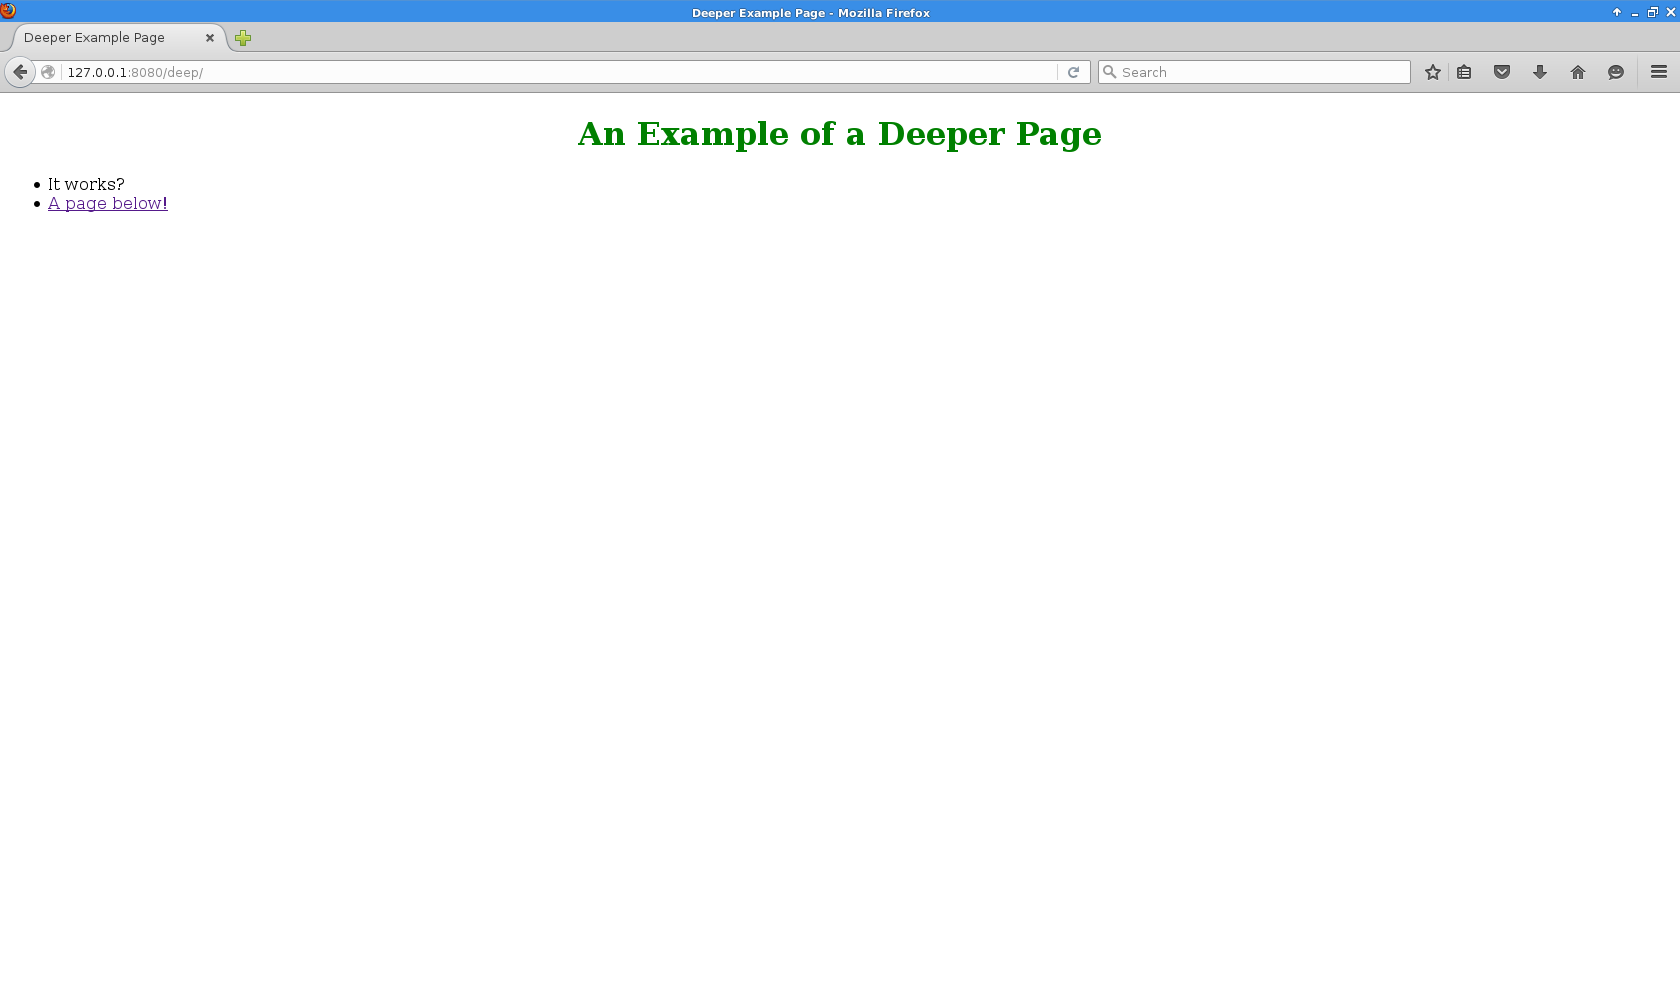 Deeper Example Page - Mozilla Firefox
Deeper Example Page
127.0.0.1:8080/deep/
Search
An Example of a Deeper Page
It works?
A page below!